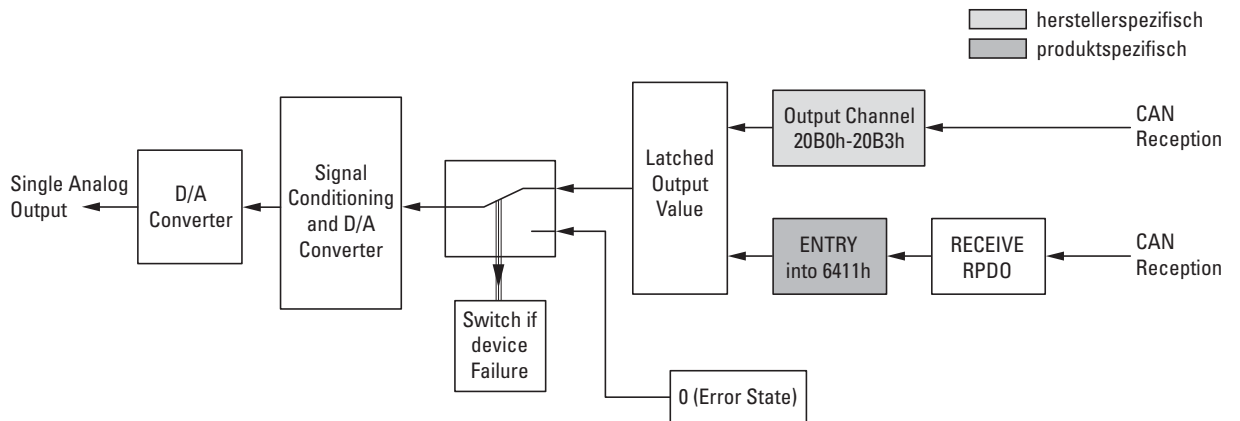 herstellerspezifisch
produktspezifisch
Output Channel
20B0h-20B3h
CAN
Reception
Latched
Output
Value
Signal
Conditioning
and D/A
Converter
Single Analog
Output
D/A
Converter
ENTRY
into 6411h
RECEIVE
RPDO
CAN
Reception
Switch if
device
Failure
0 (Error State)